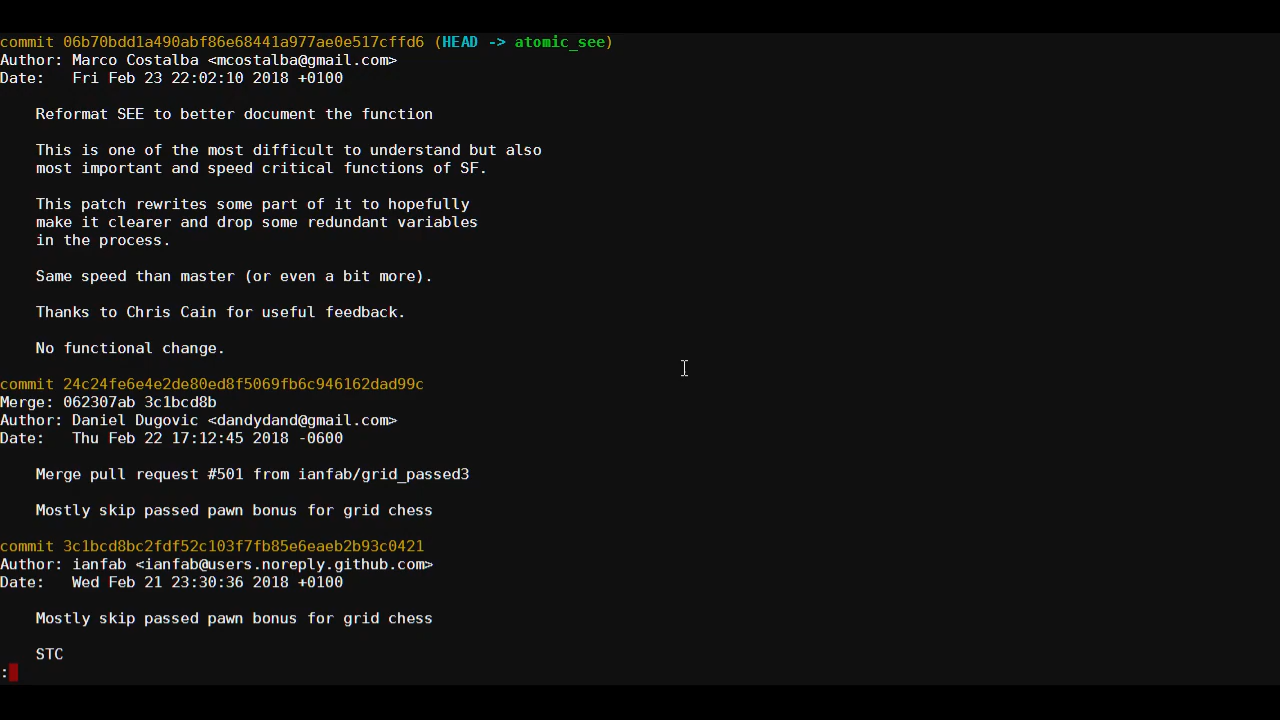 commit 06b70bdd1a490abf86e68441a977ae0e517cffd6 (HEAD -> atomic_see)
Author: Marco Costalba <mcostalba@gmail.com>
Date:   Fri Feb 23 22:02:10 2018 +0100
Reformat SEE to better document the function
This is one of the most difficult to understand but also
most important and speed critical functions of SF.
This patch rewrites some part of it to hopefully
make it clearer and drop some redundant variables
in the process.
Same speed than master (or even a bit more).
Thanks to Chris Cain for useful feedback.
No functional change.
commit 24c24fe6e4e2de80ed8f5069fb6c946162dad99c
Merge: 062307ab 3c1bcd8b
Author: Daniel Dugovic <dandydand@gmail.com>
Date:   Thu Feb 22 17:12:45 2018 -0600
Merge pull request #501 from ianfab/grid_passed3
Mostly skip passed pawn bonus for grid chess
commit 3c1bcd8bc2fdf52c103f7fb85e6eaeb2b93c0421
Author: ianfab <ianfab@users.noreply.github.com>
Date:   Wed Feb 21 23:30:36 2018 +0100
Mostly skip passed pawn bonus for grid chess
STC
: